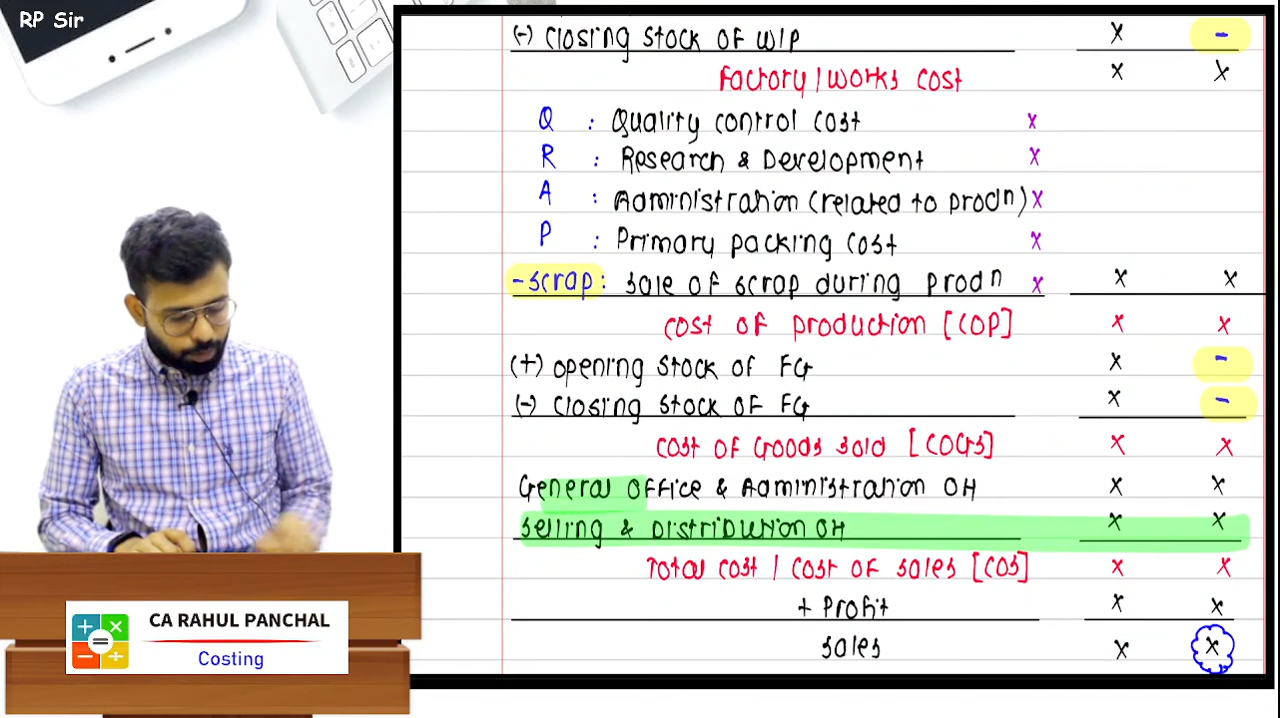 RP Sir
(-) Closing Stock of WIP x -
Factory / Works Cost x x
Q : Quality control cost x
R : Research & Development x
A : Administration (related to prodn) x
P : Primary packing cost x
- Scrap : Sale of scrap during prodn x x x
Cost of production [COP] x x
(+) Opening Stock of FG x -
(-) Closing Stock of FG x -
Cost of Goods Sold [COGS] x x
General Office & Administration OH x x
Selling & Distribution OH x x
Total cost / Cost of Sales [COS] x x
+ Profit x x
Sales x x
CA RAHUL PANCHAL
Costing